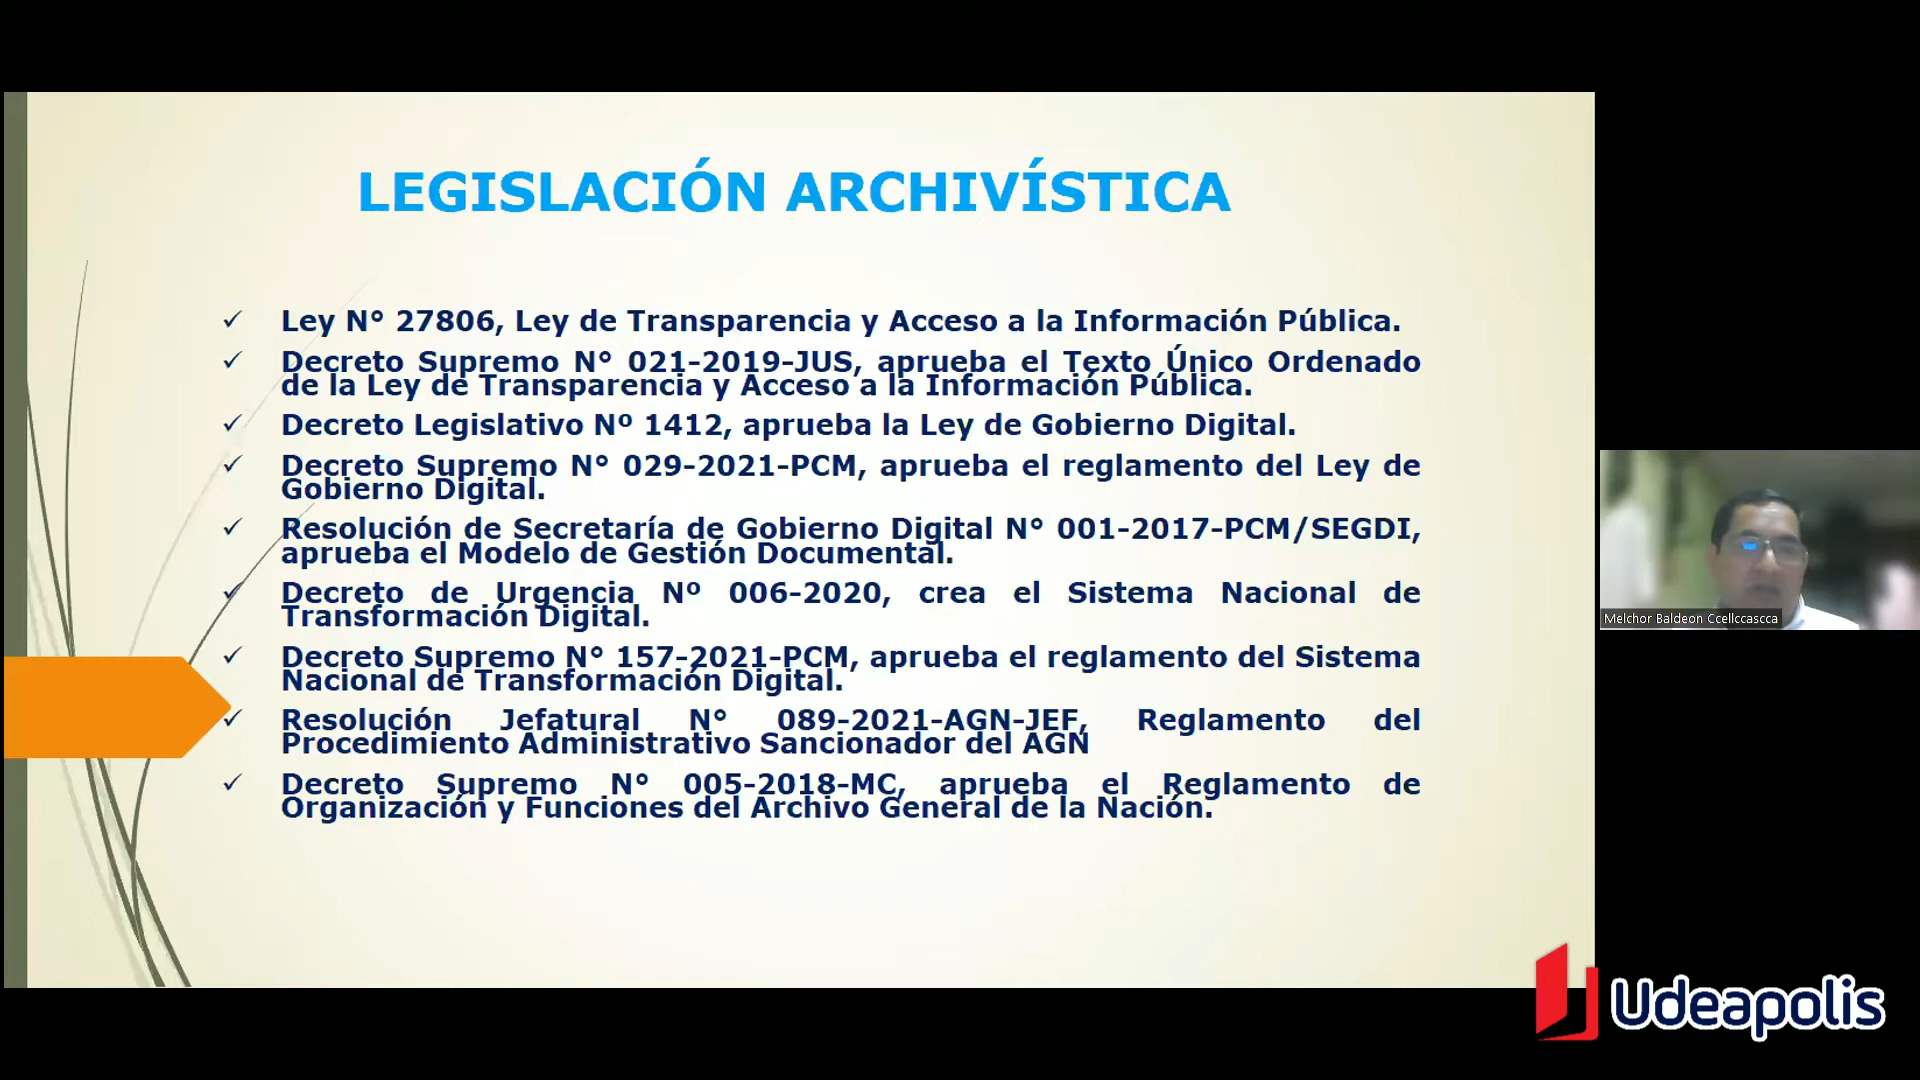 LEGISLACIÓN ARCHIVÍSTICA
✓ Ley N° 27806, Ley de Transparencia y Acceso a la Información Pública.
✓ Decreto Supremo N° 021-2019-JUS, aprueba el Texto Único Ordenado
de la Ley de Transparencia y Acceso a la Información Pública.
✓ Decreto Legislativo Nº 1412, aprueba la Ley de Gobierno Digital.
✓ Decreto Supremo N° 029-2021-PCM, aprueba el reglamento del Ley de
Gobierno Digital.
✓ Resolución de Secretaría de Gobierno Digital N° 001-2017-PCM/SEGDI,
aprueba el Modelo de Gestión Documental.
✓ Decreto de Urgencia Nº 006-2020, crea el Sistema Nacional de
Transformación Digital.
✓ Decreto Supremo N° 157-2021-PCM, aprueba el reglamento del Sistema
Nacional de Transformación Digital.
✓ Resolución Jefatural N° 089-2021-AGN-JEF, Reglamento del
Procedimiento Administrativo Sancionador del AGN
✓ Decreto Supremo N° 005-2018-MC, aprueba el Reglamento de
Organización y Funciones del Archivo General de la Nación.
Melchor Baldeon Ccellccascca
Udeapolis